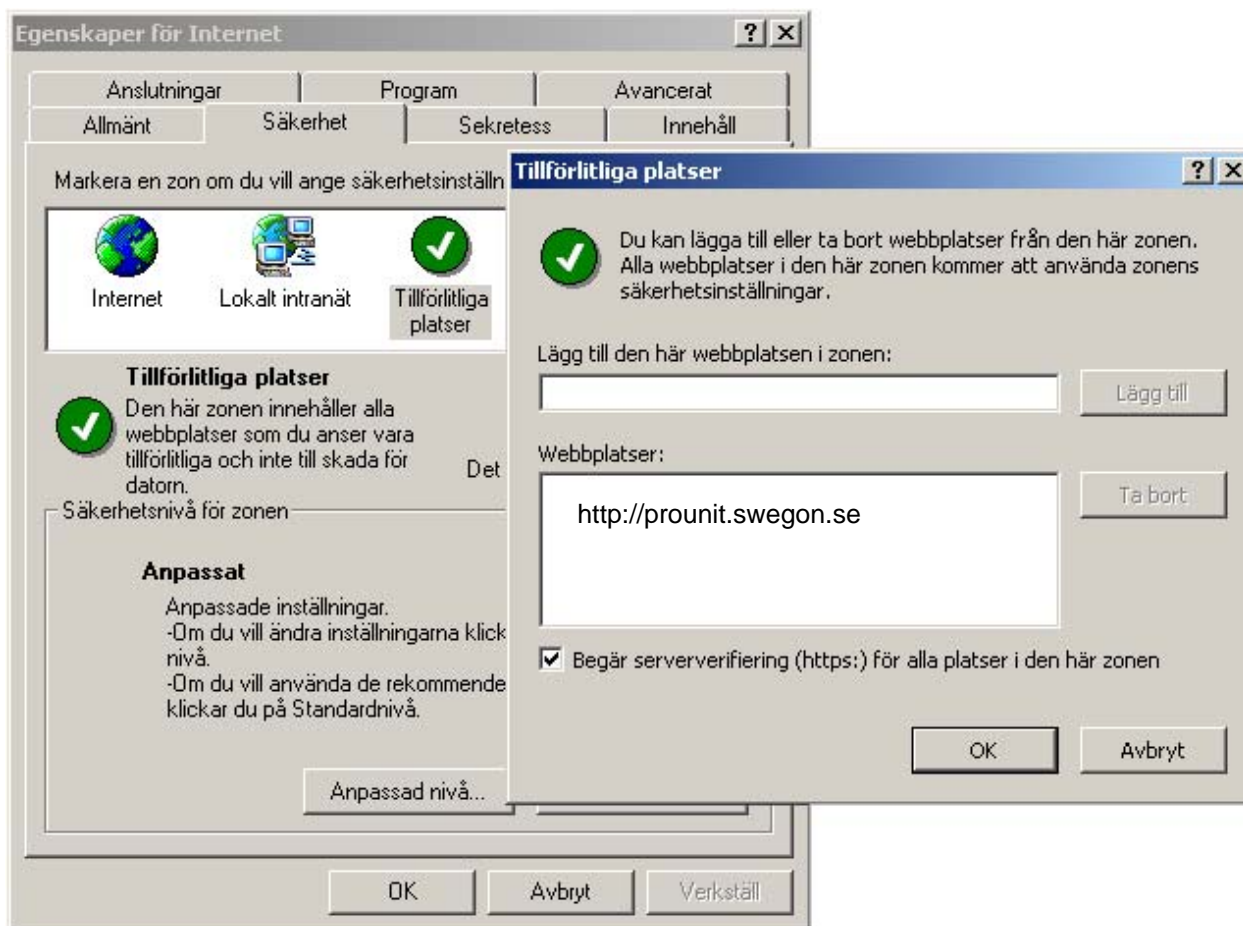 Egenskaper för Internet
Anslutningar Program Avancerat
Allmänt Säkerhet Sekretess Innehåll
Markera en zon om du vill ange säkerhetsinställn
Internet
Lokalt intranät
Tillförlitliga
platser
Tillförlitliga platser
Den här zonen innehåller alla
webbplatser som du anser vara
tillförlitliga och inte till skada för
datorn.
Det
Säkerhetsnivå för zonen
Anpassat
Anpassade inställningar.
-Om du vill ändra inställningarna klick
nivå.
-Om du vill använda de rekommende
klickar du på Standardnivå.
Anpassad nivå...
OK Avbryt Verkställ
Tillförlitliga platser
Du kan lägga till eller ta bort webbplatser från den här zonen.
Alla webbplatser i den här zonen kommer att använda zonens
säkerhetsinställningar.
Lägg till den här webbplatsen i zonen:
Lägg till
Webbplatser:
http://prounit.swegon.se
Ta bort
Begär serververifiering (https:) för alla platser i den här zonen
OK Avbryt